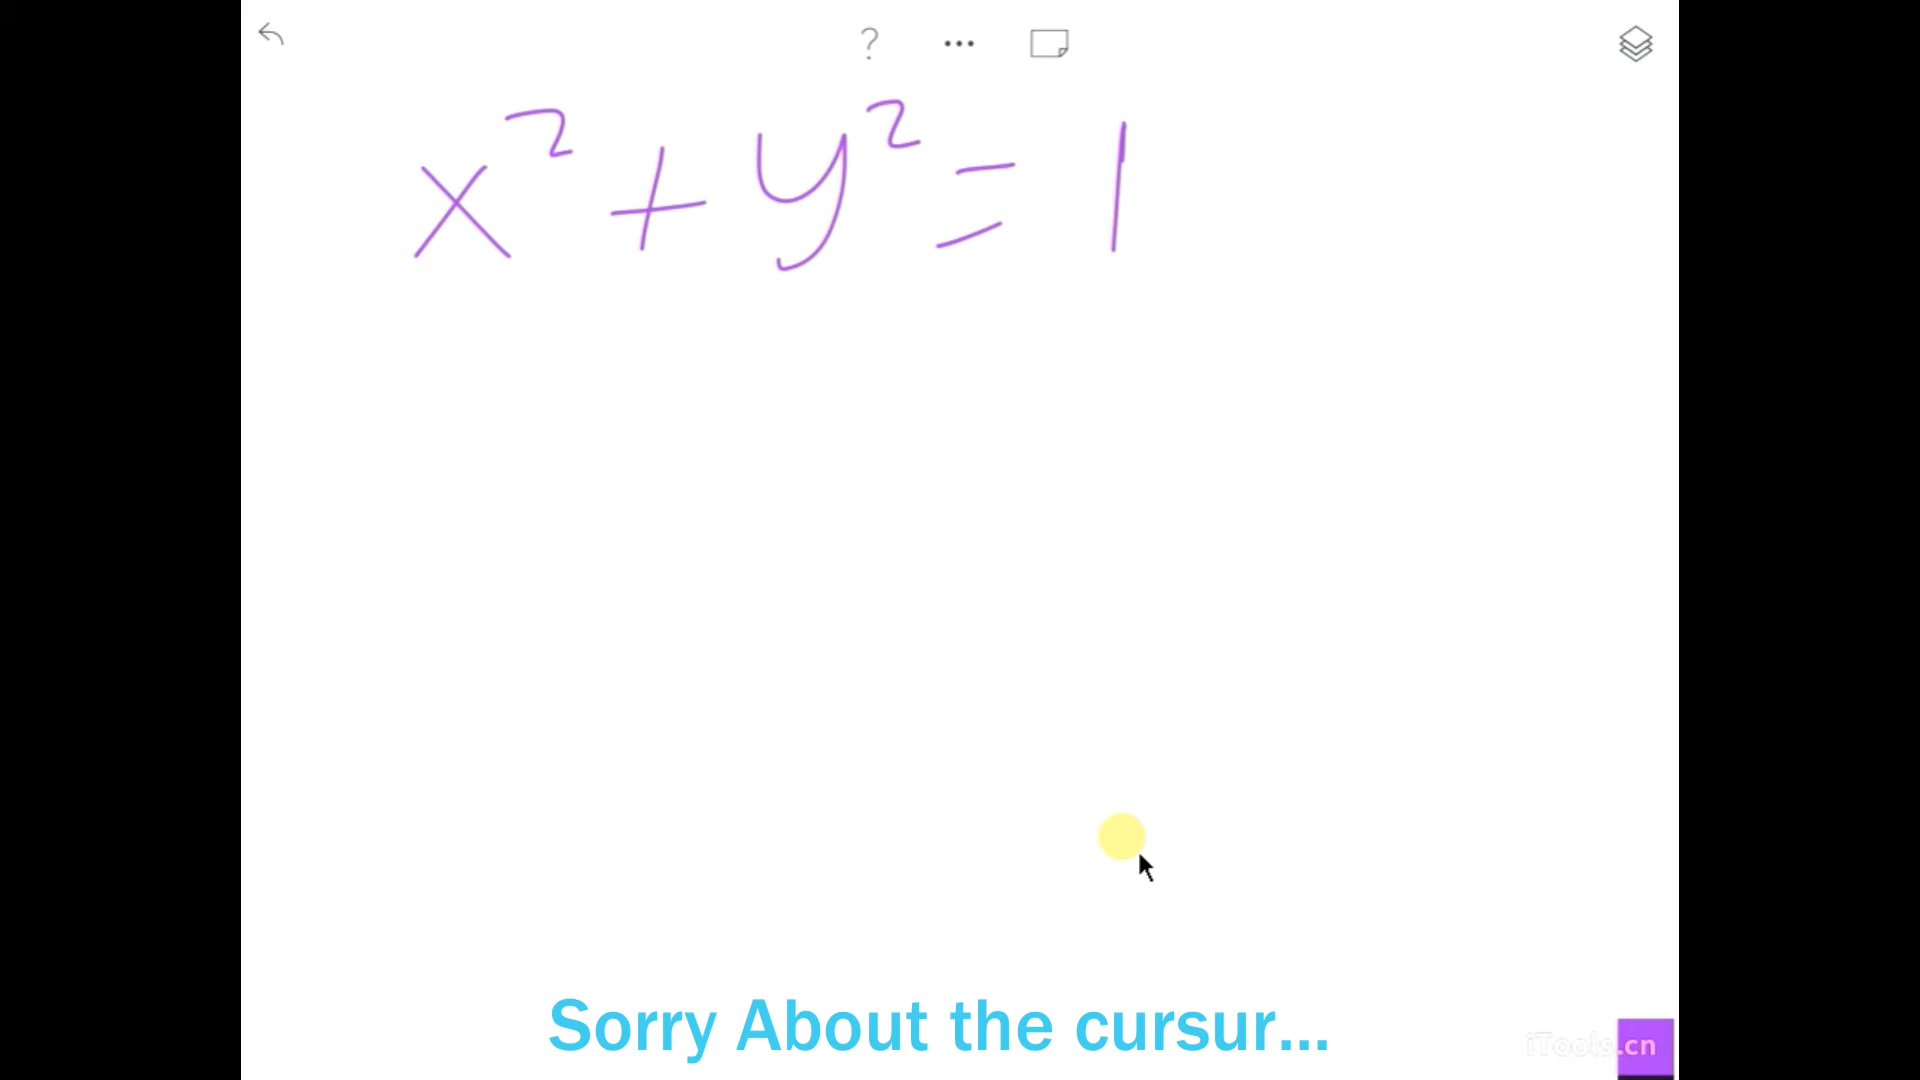 ?
x² + y² = 1
Sorry About the cursur...
iTools.cn